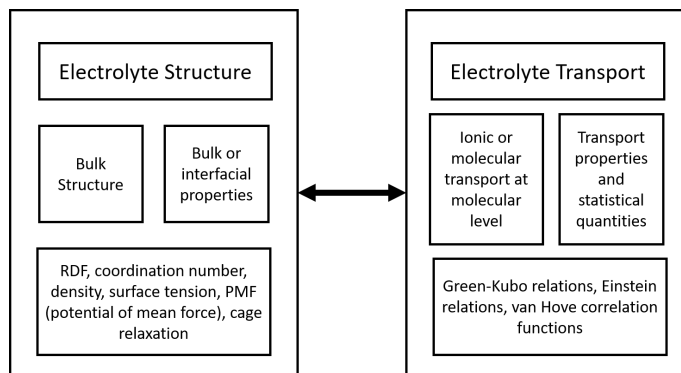 Electrolyte Structure
Bulk
Structure
Bulk or
interfacial
properties
RDF, coordination number,
density, surface tension, PMF
(potential of mean force), cage
relaxation
Electrolyte Transport
Ionic or
molecular
transport at
molecular
level
Transport
properties
and
statistical
quantities
Green-Kubo relations, Einstein
relations, van Hove correlation
functions